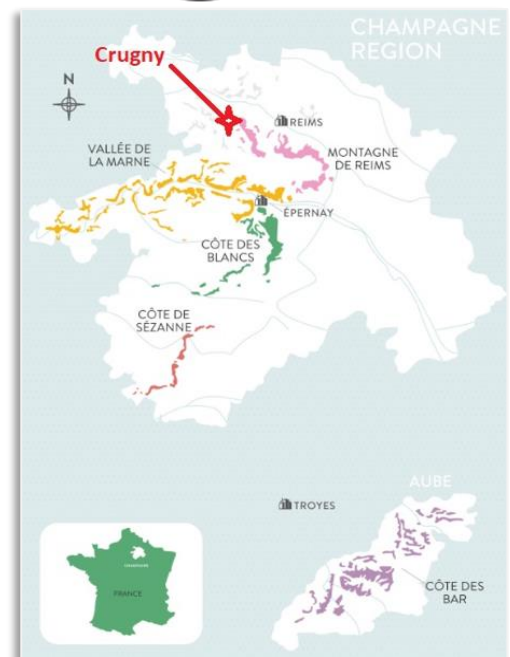 CHAMPAGNE
REGION
Crugny
N
REIMS
VALLÉE DE
LA MARNE
MONTAGNE
DE REIMS
ÉPERNAY
CÔTE DES
BLANCS
CÔTE DE
SÉZANNE
AUBE
TROYES
CHAMPAGNE
FRANCE
CÔTE DES
BAR